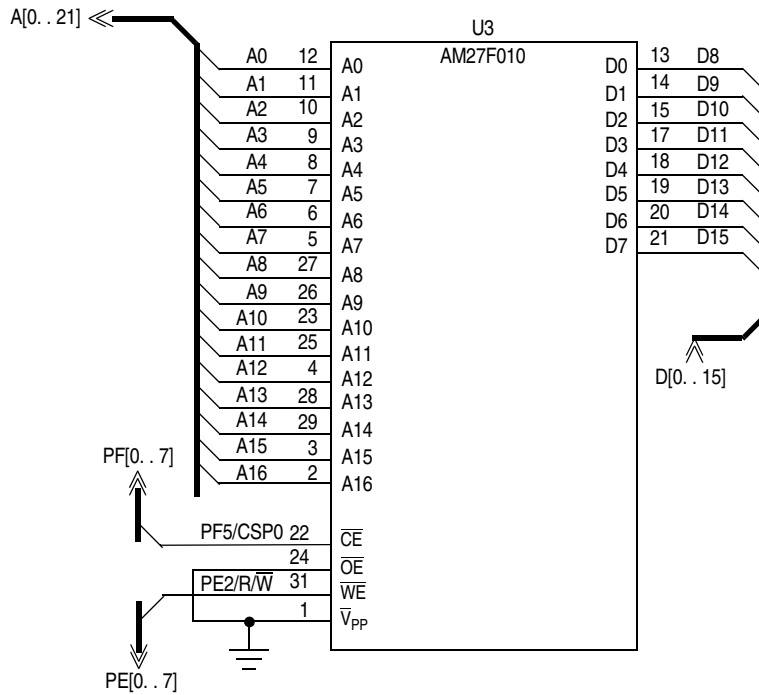 A[0. . 21]
U3
AM27F010
A0 12 A0 D0 13 D8
A1 11 A1 D1 14 D9
A2 10 A2 D2 15 D10
A3 9 A3 D3 17 D11
A4 8 A4 D4 18 D12
A5 7 A5 D5 19 D13
A6 6 A6 D6 20 D14
A7 5 A7 D7 21 D15
A8 27 A8
A9 26 A9
A10 23 A10
A11 25 A11
A12 4 A12
D[0. . 15]
A13 28 A13
A14 29 A14
A15 3 A15
PF[0. . 7]
A16 2 A16
PF5/CSP0 22 C̅E̅
24 O̅E̅
PE2/R/W̅ 31 W̅E̅
1 V̅PP
PE[0. . 7]